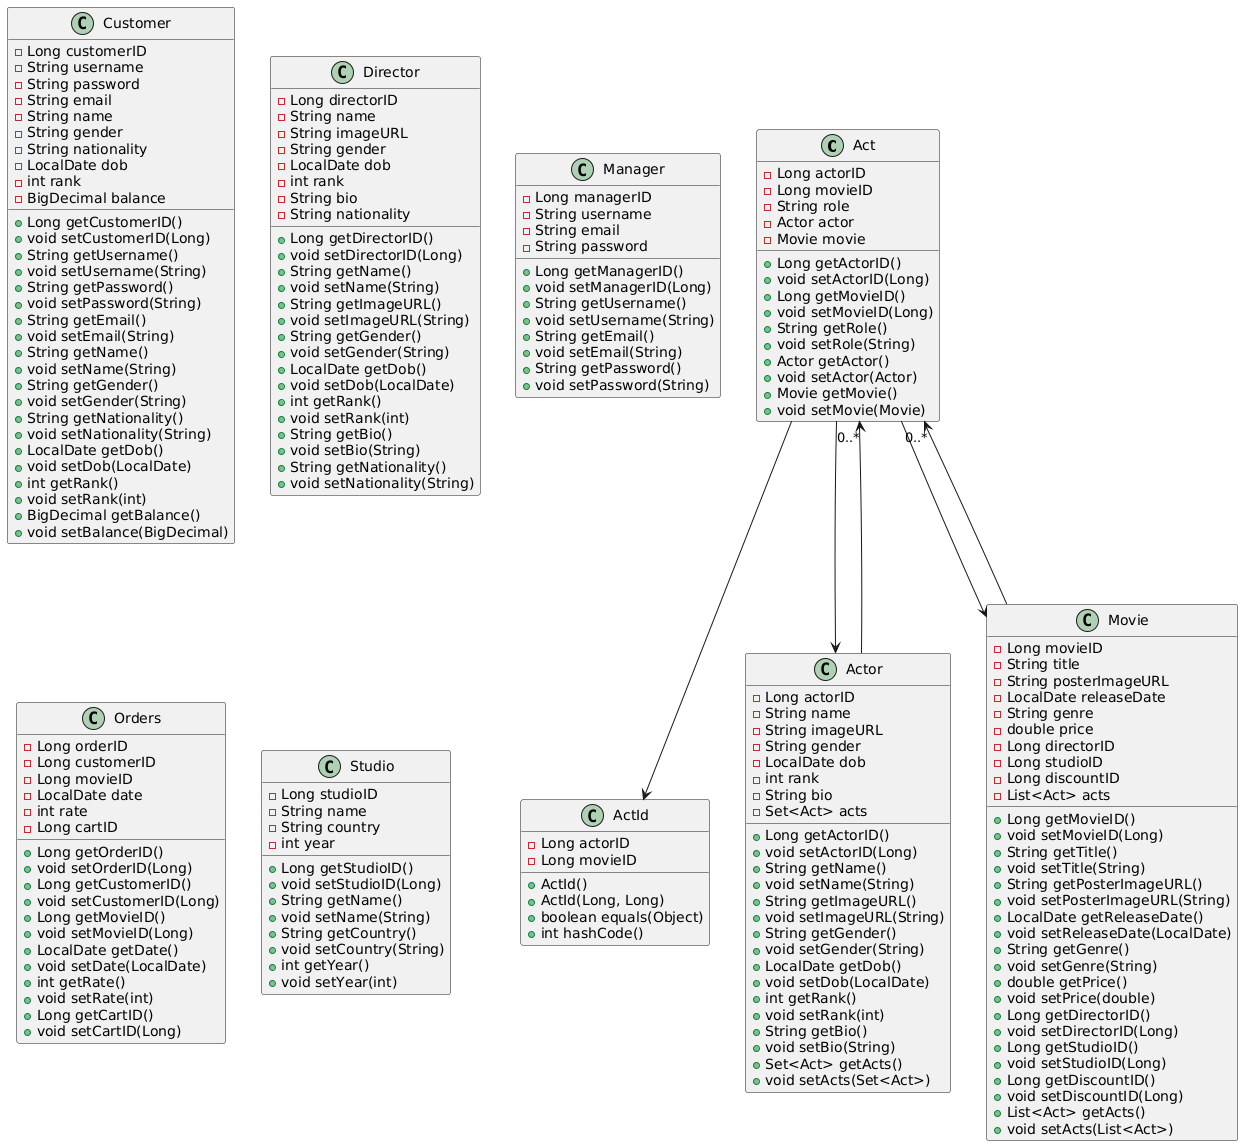 C Customer
Long customerID
String username
String password
String email
String name
String gender
String nationality
LocalDate dob
int rank
BigDecimal balance
Long getCustomerID()
void setCustomerID(Long)
String getUsername()
void setUsername(String)
String getPassword()
void setPassword(String)
String getEmail()
void setEmail(String)
String getName()
void setName(String)
String getGender()
void setGender(String)
String getNationality()
void setNationality(String)
LocalDate getDob()
void setDob(LocalDate)
int getRank()
void setRank(int)
BigDecimal getBalance()
void setBalance(BigDecimal)
C Director
Long directorID
String name
String imageURL
String gender
LocalDate dob
int rank
String bio
String nationality
Long getDirectorID()
void setDirectorID(Long)
String getName()
void setName(String)
String getImageURL()
void setImageURL(String)
String getGender()
void setGender(String)
LocalDate getDob()
void setDob(LocalDate)
int getRank()
void setRank(int)
String getBio()
void setBio(String)
String getNationality()
void setNationality(String)
C Manager
Long managerID
String username
String email
String password
Long getManagerID()
void setManagerID(Long)
String getUsername()
void setUsername(String)
String getEmail()
void setEmail(String)
String getPassword()
void setPassword(String)
C Act
Long actorID
Long movieID
String role
Actor actor
Movie movie
Long getActorID()
void setActorID(Long)
Long getMovieID()
void setMovieID(Long)
String getRole()
void setRole(String)
Actor getActor()
void setActor(Actor)
Movie getMovie()
void setMovie(Movie)
0..*
0..*
C Orders
Long orderID
Long customerID
Long movieID
LocalDate date
int rate
Long cartID
Long getOrderID()
void setOrderID(Long)
Long getCustomerID()
void setCustomerID(Long)
Long getMovieID()
void setMovieID(Long)
LocalDate getDate()
void setDate(LocalDate)
int getRate()
void setRate(int)
Long getCartID()
void setCartID(Long)
C Studio
Long studioID
String name
String country
int year
Long getStudioID()
void setStudioID(Long)
String getName()
void setName(String)
String getCountry()
void setCountry(String)
int getYear()
void setYear(int)
C ActId
Long actorID
Long movieID
ActId()
ActId(Long, Long)
boolean equals(Object)
int hashCode()
C Actor
Long actorID
String name
String imageURL
String gender
LocalDate dob
int rank
String bio
Set<Act> acts
Long getActorID()
void setActorID(Long)
String getName()
void setName(String)
String getImageURL()
void setImageURL(String)
String getGender()
void setGender(String)
LocalDate getDob()
void setDob(LocalDate)
int getRank()
void setRank(int)
String getBio()
void setBio(String)
Set<Act> getActs()
void setActs(Set<Act>)
C Movie
Long movieID
String title
String posterImageURL
LocalDate releaseDate
String genre
double price
Long directorID
Long studioID
Long discountID
List<Act> acts
Long getMovieID()
void setMovieID(Long)
String getTitle()
void setTitle(String)
String getPosterImageURL()
void setPosterImageURL(String)
LocalDate getReleaseDate()
void setReleaseDate(LocalDate)
String getGenre()
void setGenre(String)
double getPrice()
void setPrice(double)
Long getDirectorID()
void setDirectorID(Long)
Long getStudioID()
void setStudioID(Long)
Long getDiscountID()
void setDiscountID(Long)
List<Act> getActs()
void setActs(List<Act>)